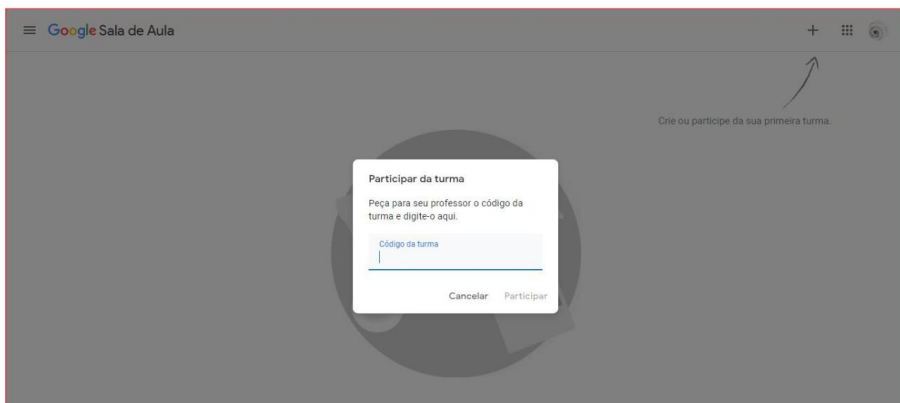 Google Sala de Aula
Crie ou participe da sua primeira turma.
Participar da turma
Peça para seu professor o código da
turma e digite-o aqui.
Código da turma
Cancelar Participar